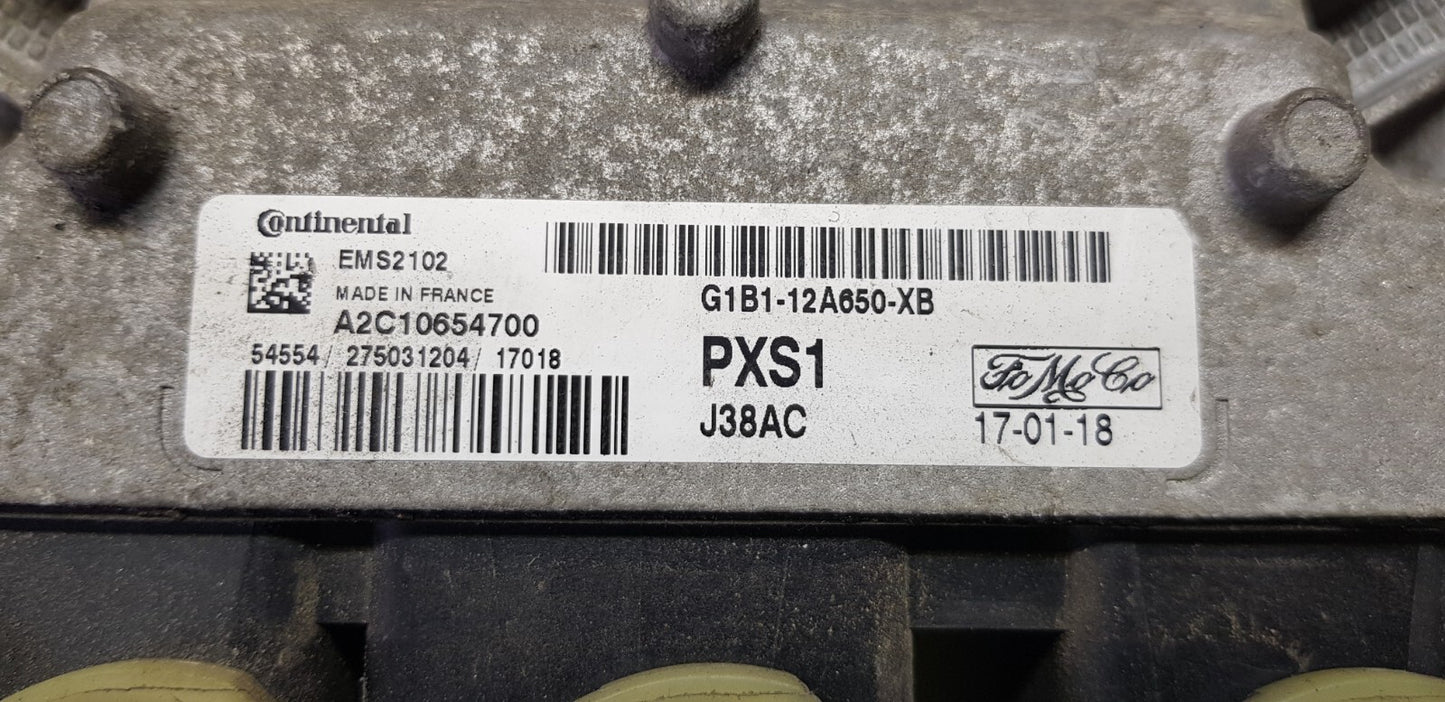 Continental
EMS2102
MADE IN FRANCE
A2C10654700
54554/ 275031204/ 17018
G1B1-12A650-XB
PXS1
J38AC
FoMoCo
17-01-18